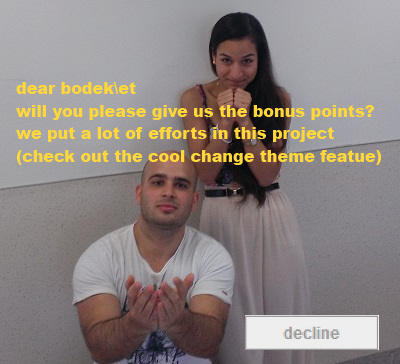 dear bodek\et
will you please give us the bonus points?
we put a lot of efforts in this project
(check out the cool change theme featue)
decline